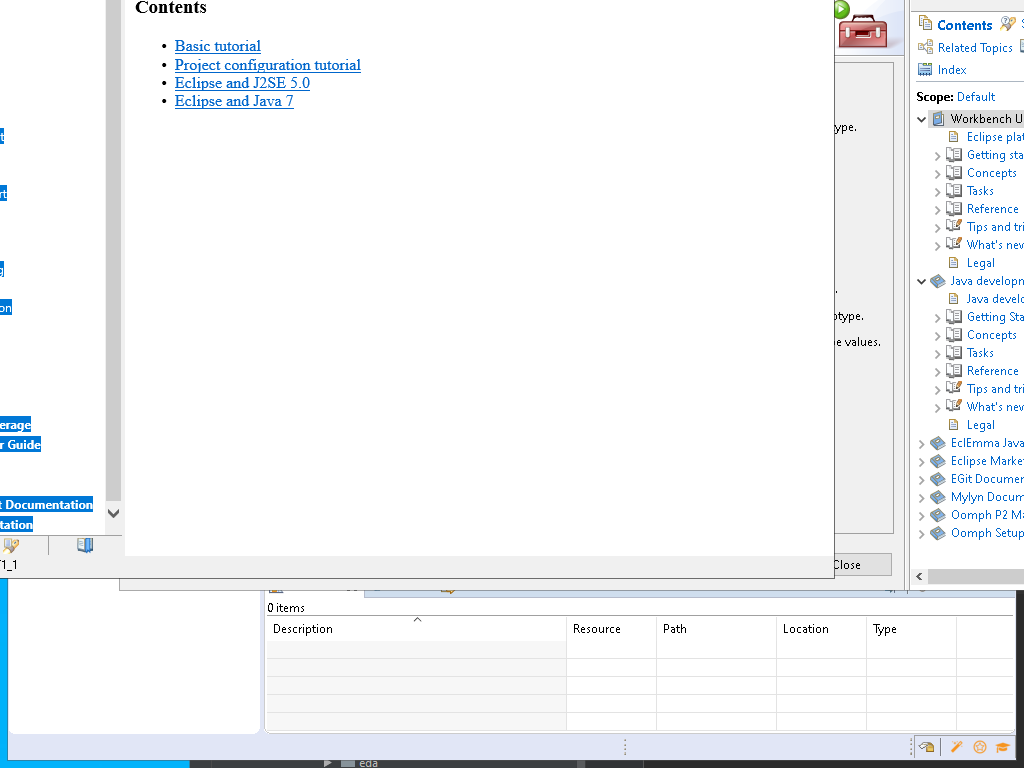 Contents
Basic tutorial
Project configuration tutorial
Eclipse and J2SE 5.0
Eclipse and Java 7
t
rt
g
on
erage
r Guide
t Documentation
tation
1_1
ype.
.
otype.
e values.
Close
Contents
Related Topics
Index
Scope: Default
Workbench U
Eclipse plat
Getting sta
Concepts
Tasks
Reference
Tips and tri
What's new
Legal
Java developm
Java develo
Getting Sta
Concepts
Tasks
Reference
Tips and tri
What's new
Legal
EclEmma Java
Eclipse Market
EGit Documen
Mylyn Docum
Oomph P2 Ma
Oomph Setup
0 items
Description
Resource
Path
Location
Type
eda